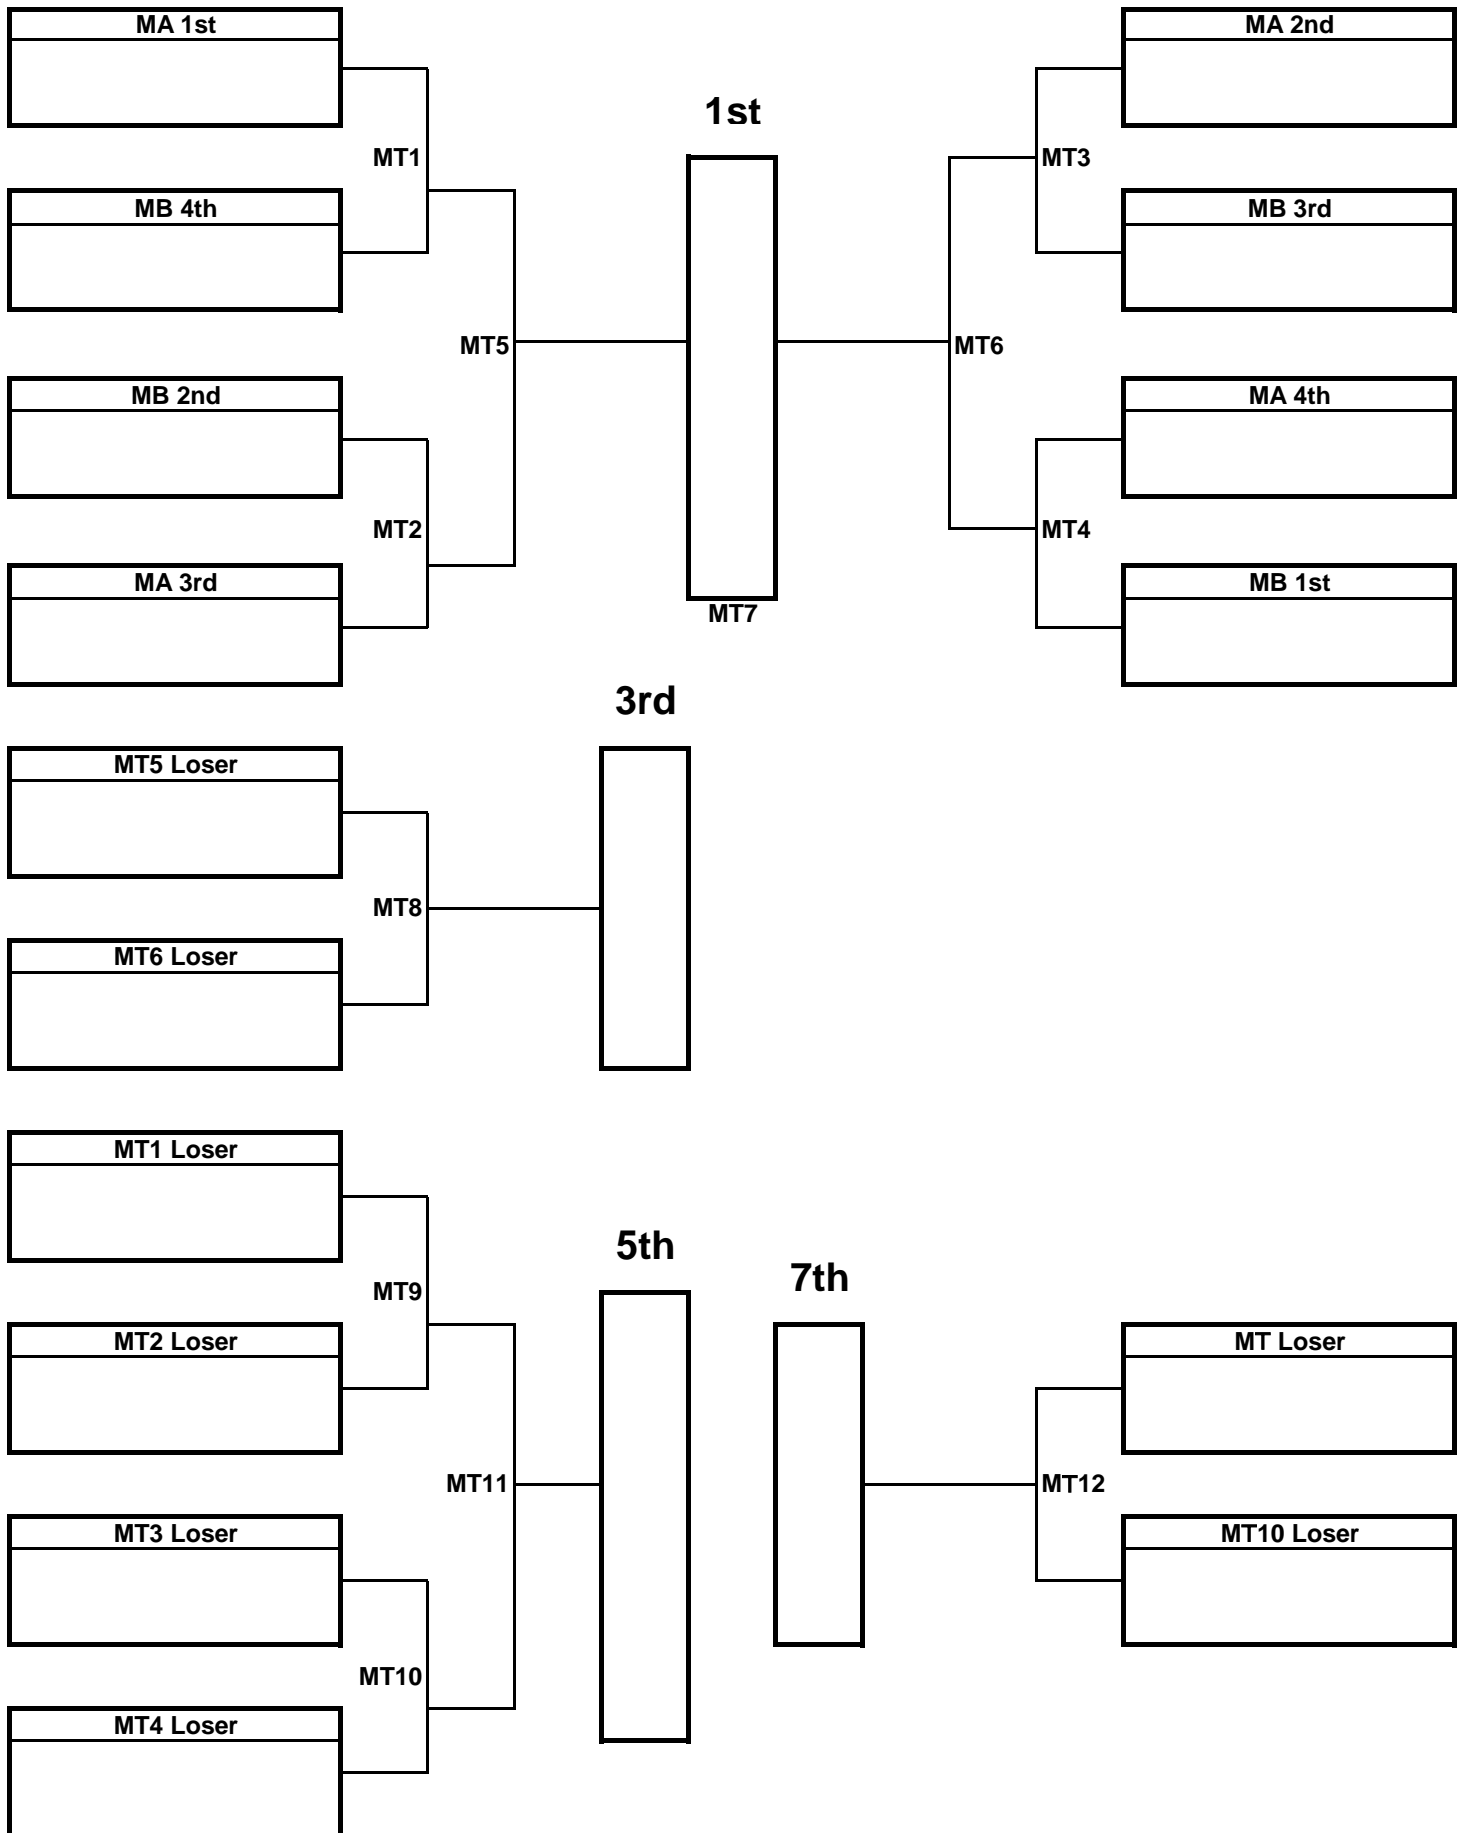 MA 1st
MA 2nd
1st
MT1
MT3
MB 4th
MB 3rd
MT5
MT6
MB 2nd
MA 4th
MT2
MT4
MA 3rd
MB 1st
MT7
3rd
MT5 Loser
MT8
MT6 Loser
MT1 Loser
5th
7th
MT9
MT2 Loser
MT Loser
MT11
MT12
MT3 Loser
MT10 Loser
MT10
MT4 Loser